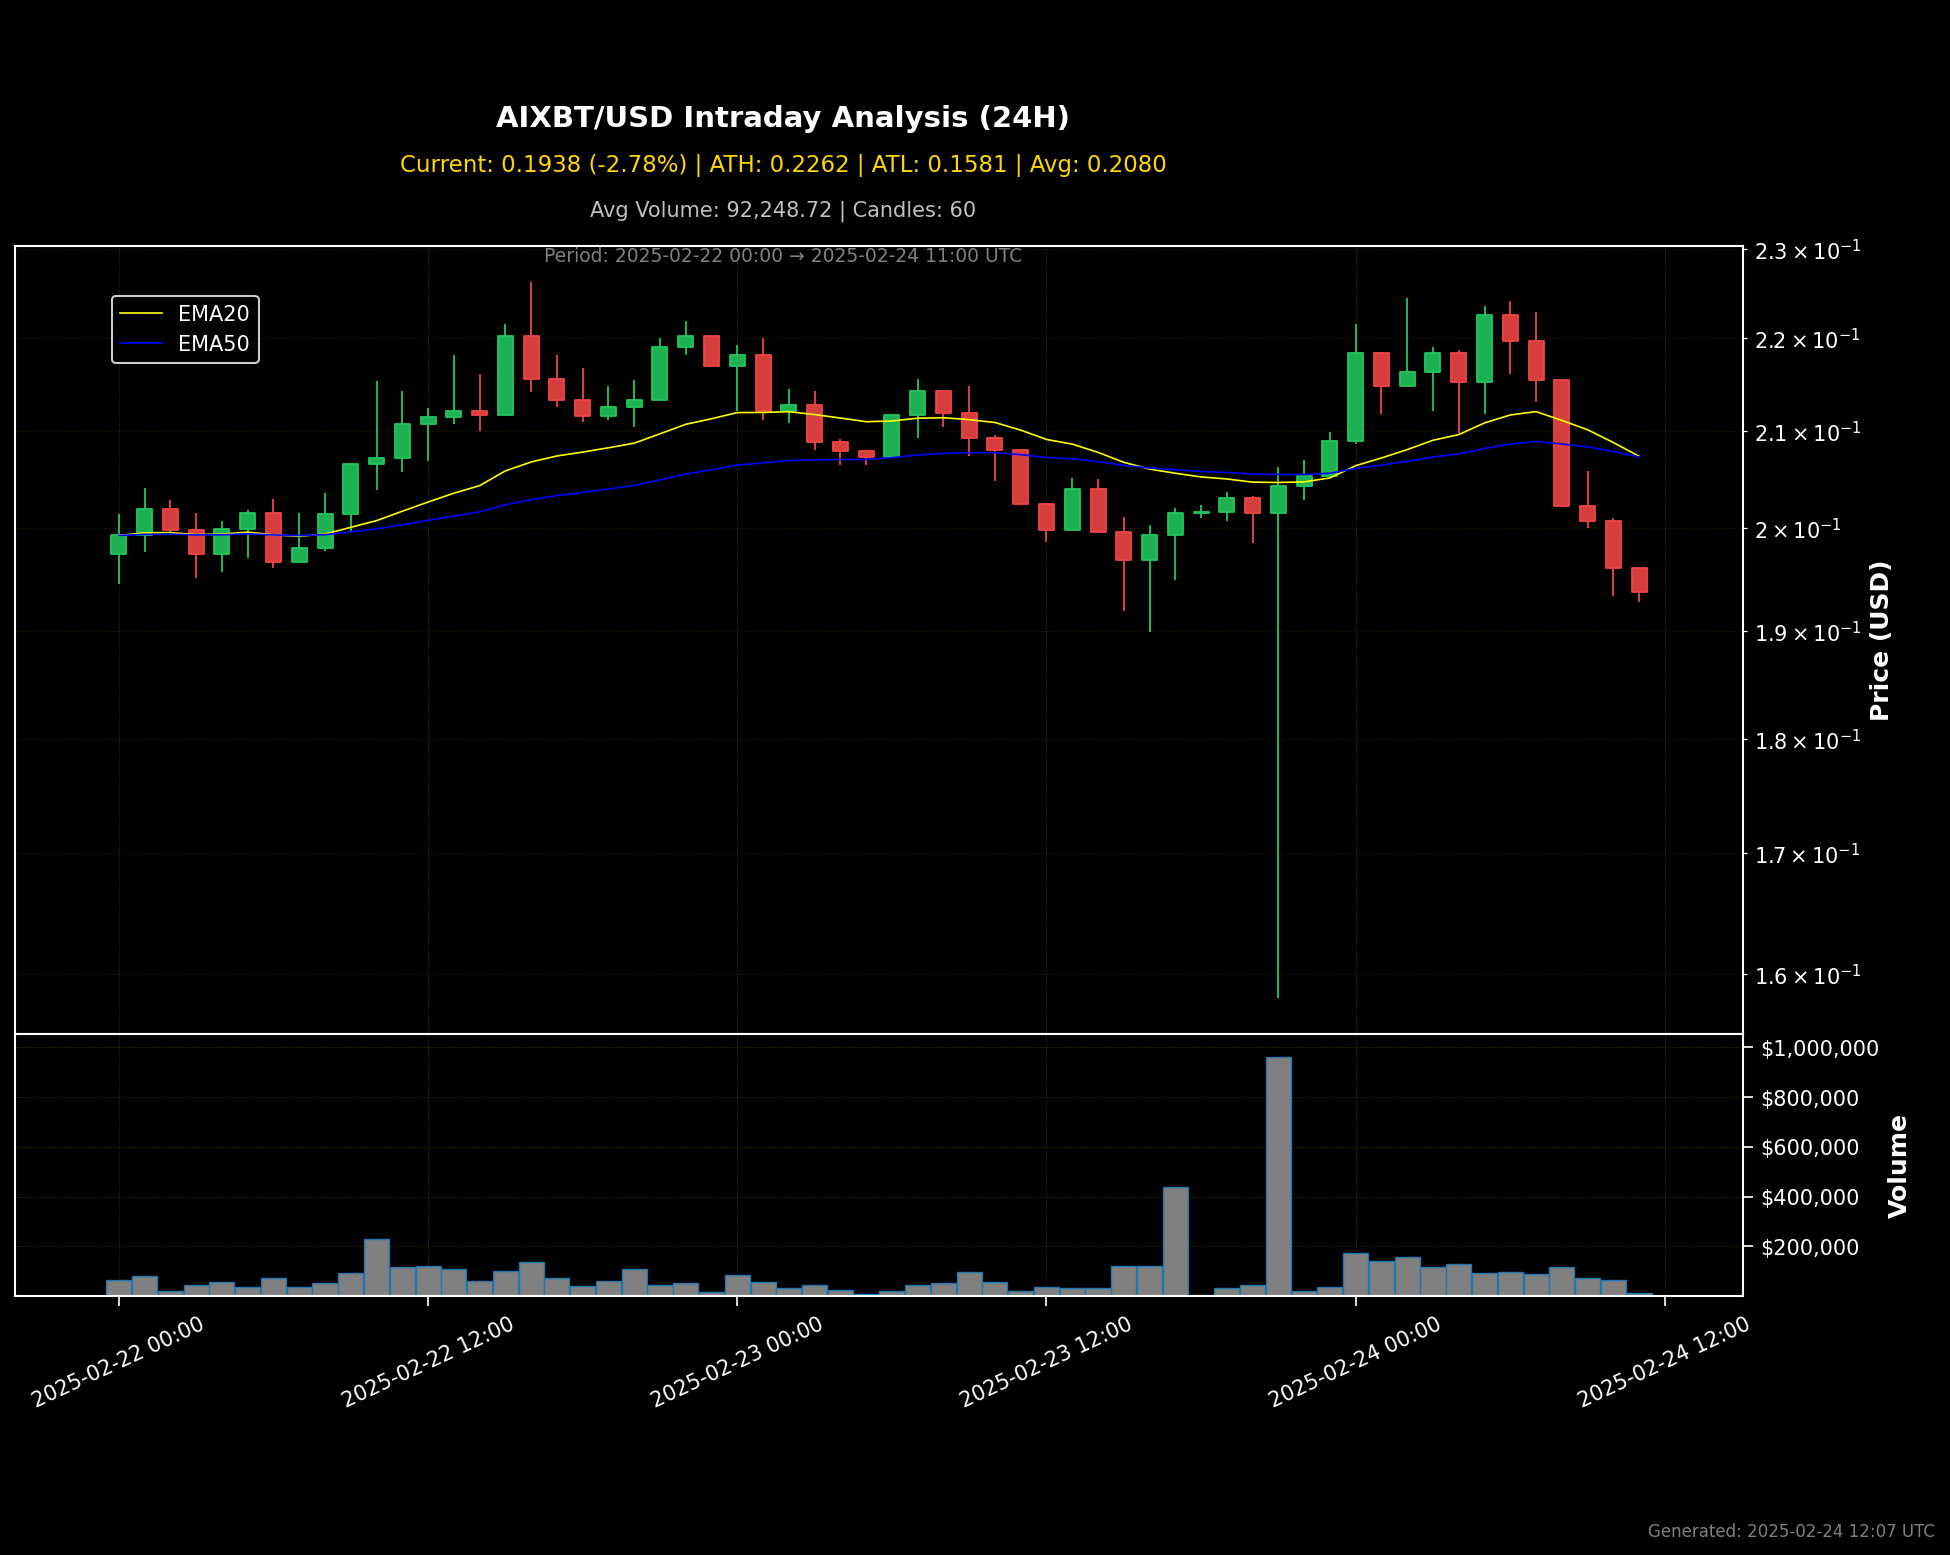 AIXBT/USD Intraday Analysis (24H)
Current: 0.1938 (-2.78%) | ATH: 0.2262 | ATL: 0.1581 | Avg: 0.2080
Avg Volume: 92,248.72 | Candles: 60
Period: 2025-02-22 00:00 → 2025-02-24 11:00 UTC
EMA20
EMA50
2.3 × 10⁻¹
2.2 × 10⁻¹
2.1 × 10⁻¹
2 × 10⁻¹
1.9 × 10⁻¹
1.8 × 10⁻¹
1.7 × 10⁻¹
1.6 × 10⁻¹
Price (USD)
$1,000,000
$800,000
$600,000
$400,000
$200,000
Volume
2025-02-22 00:00
2025-02-22 12:00
2025-02-23 00:00
2025-02-23 12:00
2025-02-24 00:00
2025-02-24 12:00
Generated: 2025-02-24 12:07 UTC